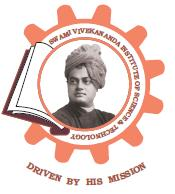 SWAMI VIVEKANANDA INSTITUTE OF SCIENCE & TECHNOLOGY
DRIVEN BY HIS MISSION